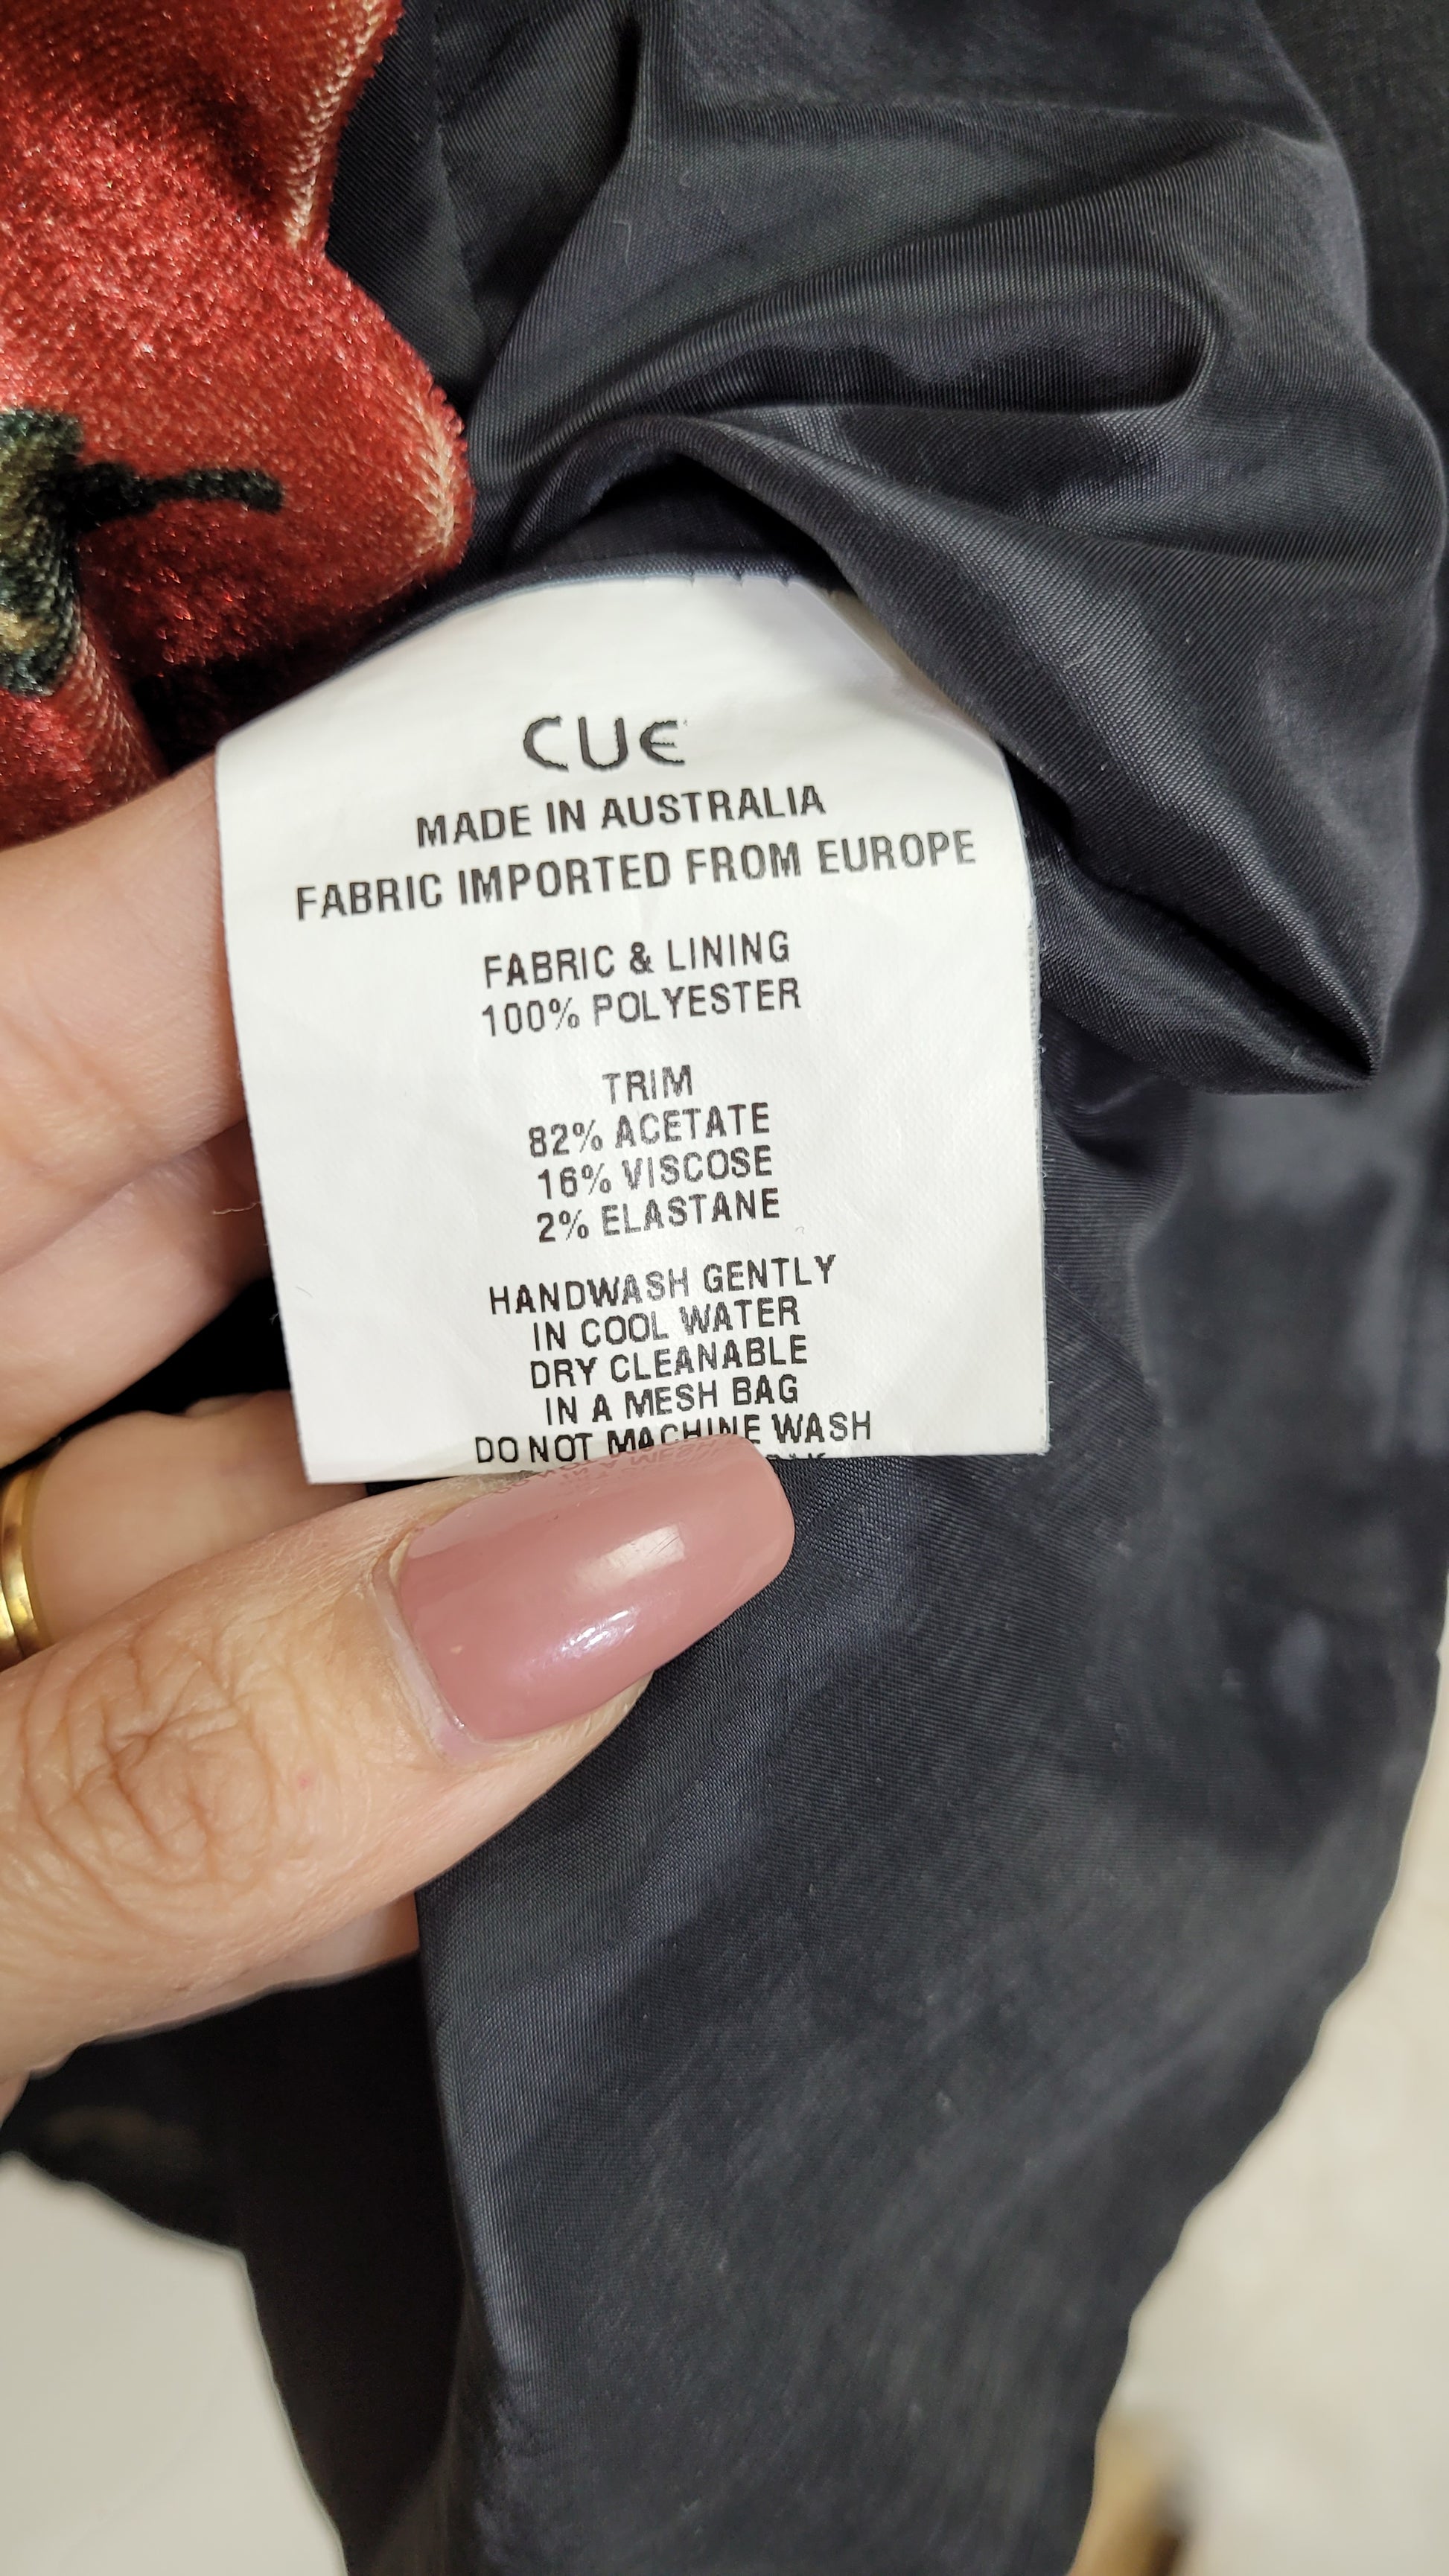 CUE
MADE IN AUSTRALIA
FABRIC IMPORTED FROM EUROPE
FABRIC & LINING
100% POLYESTER
TRIM
82% ACETATE
16% VISCOSE
2% ELASTANE
HANDWASH GENTLY
IN COOL WATER
DRY CLEANABLE
IN A MESH BAG
DO NOT MACHINE WASH